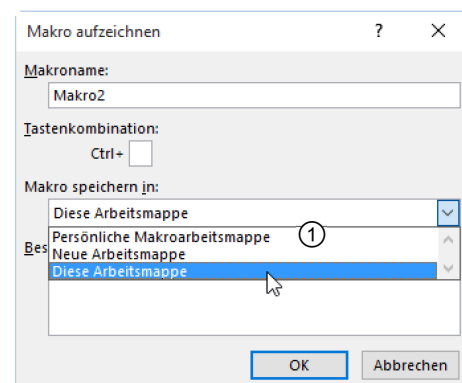 Makro aufzeichnen ? ×
Makroname:
Makro2
Tastenkombination:
Ctrl+
Makro speichern in:
Diese Arbeitsmappe
Persönliche Makroarbeitsmappe 1
Bes Neue Arbeitsmappe
Diese Arbeitsmappe
OK Abbrechen